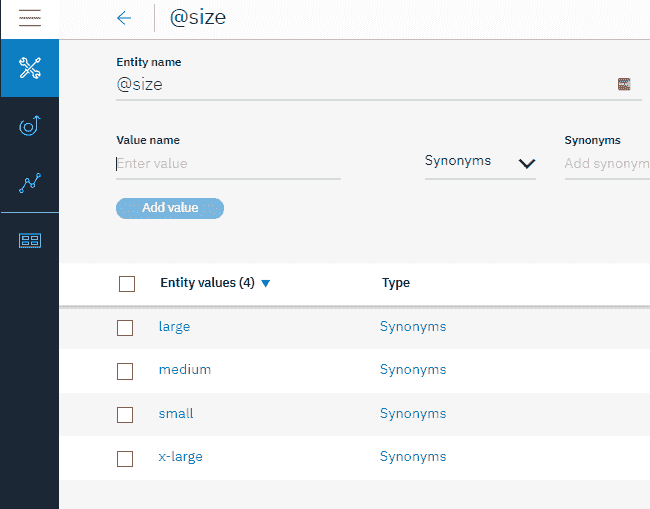 @size
Entity name
@size
Value name
Synonyms
Enter value
Synonyms
Add synonym
Add value
Entity values (4) Type
large Synonyms
medium Synonyms
small Synonyms
x-large Synonyms